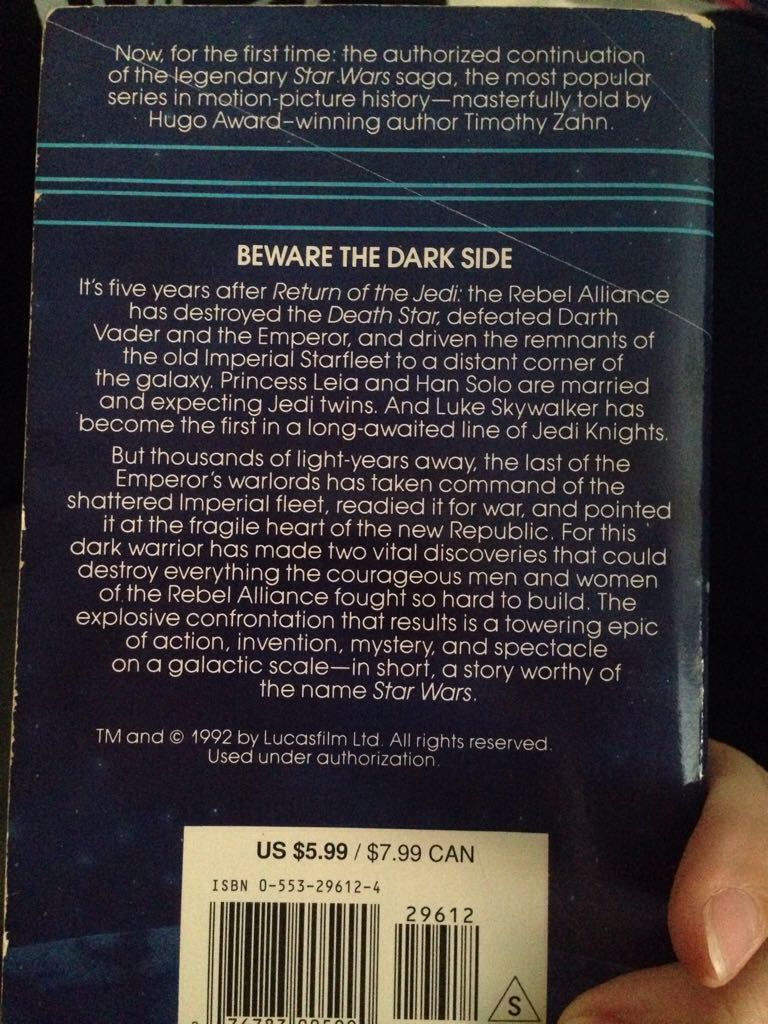 Now, for the first time: the authorized continuation
of the legendary Star Wars saga, the most popular
series in motion-picture history—masterfully told by
Hugo Award–winning author Timothy Zahn.
BEWARE THE DARK SIDE
It's five years after Return of the Jedi: the Rebel Alliance
has destroyed the Death Star, defeated Darth
Vader and the Emperor, and driven the remnants of
the old Imperial Starfleet to a distant corner of
the galaxy. Princess Leia and Han Solo are married
and expecting Jedi twins. And Luke Skywalker has
become the first in a long-awaited line of Jedi Knights.
But thousands of light-years away, the last of the
Emperor's warlords has taken command of the
shattered Imperial fleet, readied it for war, and pointed
it at the fragile heart of the new Republic. For this
dark warrior has made two vital discoveries that could
destroy everything the courageous men and women
of the Rebel Alliance fought so hard to build. The
explosive confrontation that results is a towering epic
of action, invention, mystery, and spectacle
on a galactic scale—in short, a story worthy of
the name Star Wars.
TM and © 1992 by Lucasfilm Ltd. All rights reserved.
Used under authorization.
US $5.99 / $7.99 CAN
ISBN 0-553-29612-4
29612
S